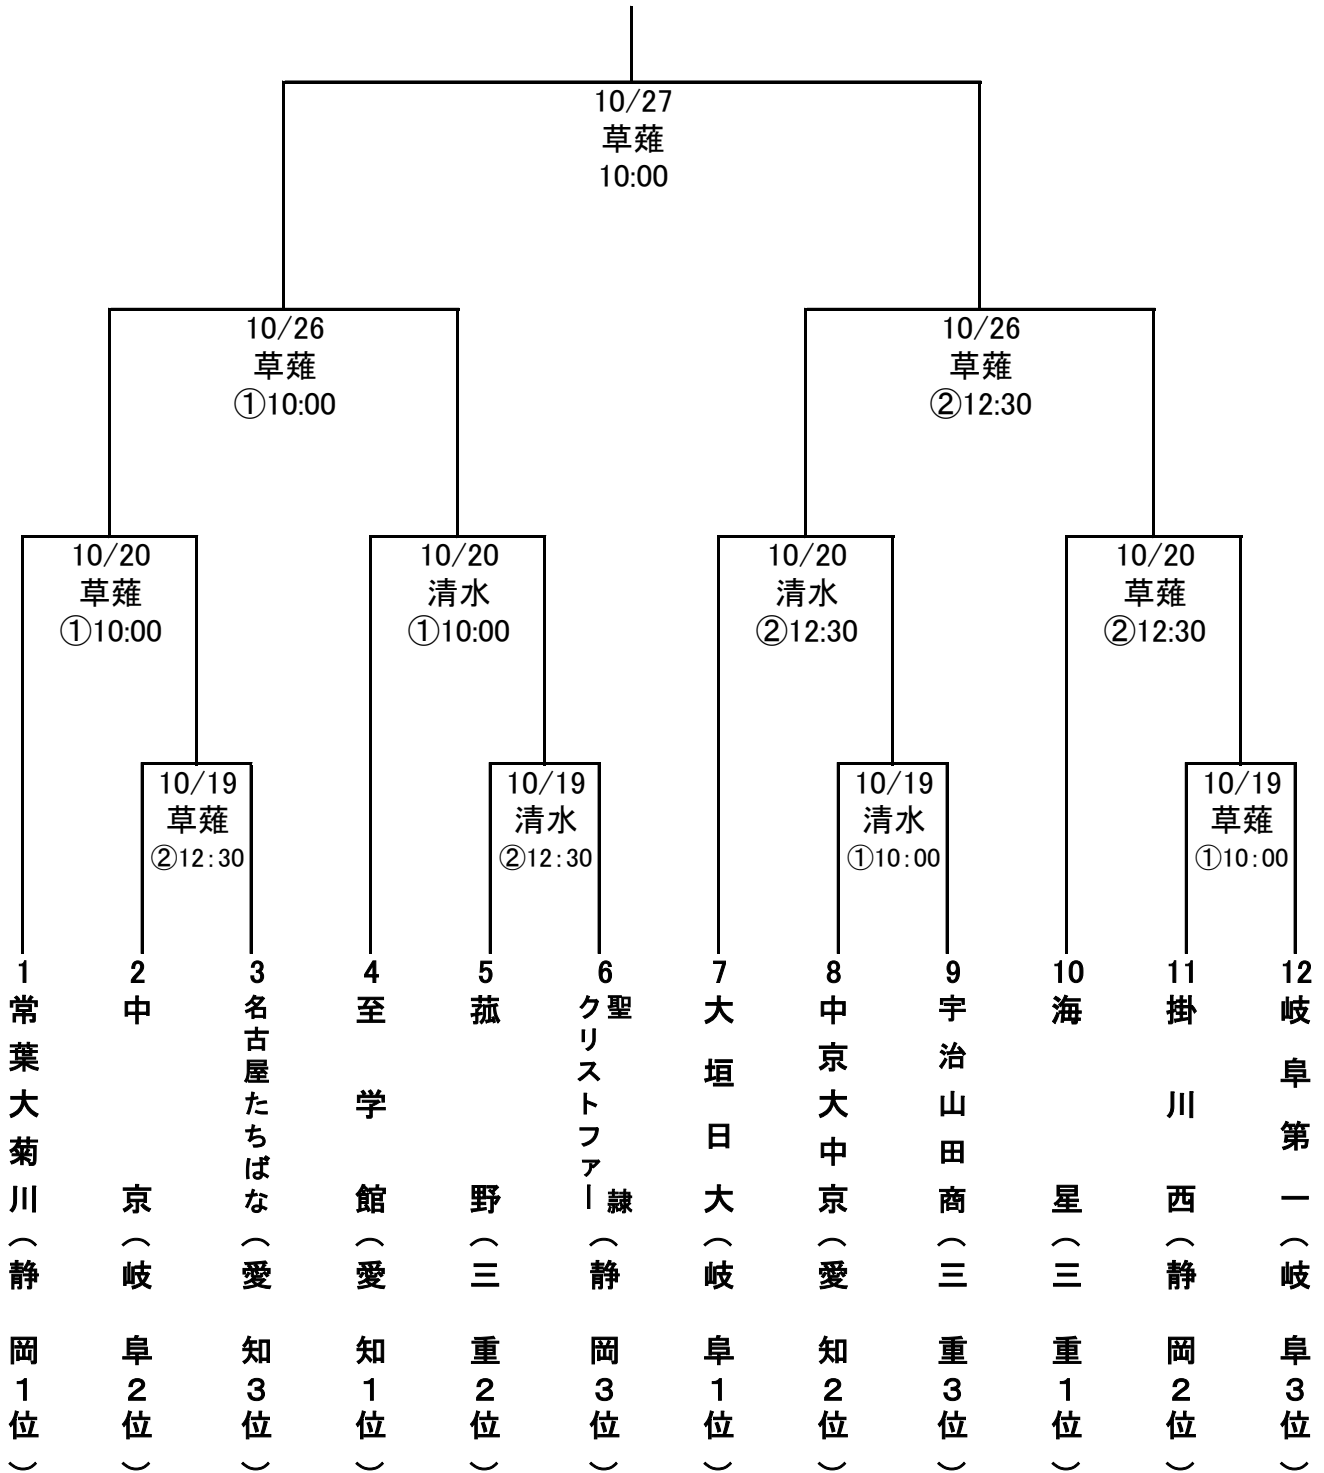 10/27
草薙
10:00
10/26
草薙
①10:00
10/26
草薙
②12:30
10/20
草薙
①10:00
10/20
清水
①10:00
10/20
清水
②12:30
10/20
草薙
②12:30
10/19
草薙
②12:30
10/19
清水
②12:30
10/19
清水
①10:00
10/19
草薙
①10:00
1
常葉大菊川(静岡1位)
2
中京(岐阜2位)
3
名古屋たちばな(愛知3位)
4
至学館(愛知1位)
5
菰野(三重2位)
6
聖隷
クリストファー
(静岡3位)
7
大垣日大(岐阜1位)
8
中京大中京(愛知2位)
9
宇治山田商(三重3位)
10
海星(三重1位)
11
掛川西(静岡2位)
12
岐阜第一(岐阜3位)